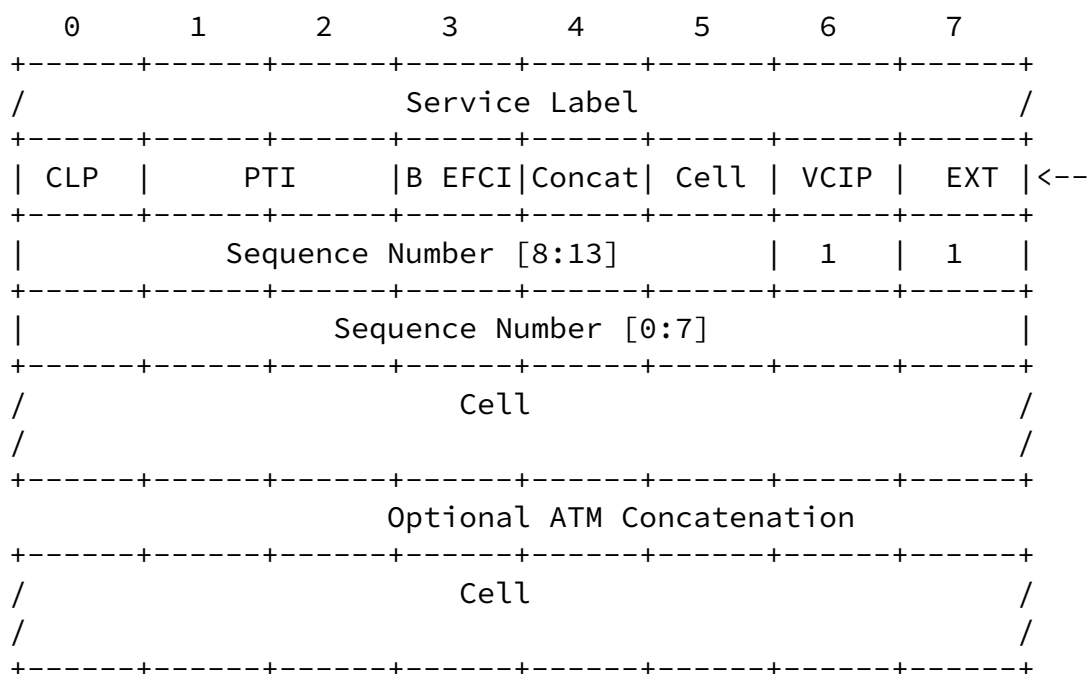 0 1 2 3 4 5 6 7
+------+------+------+------+------+------+------+------+
/ Service Label /
+------+------+------+------+------+------+------+------+
| CLP | PTI |B EFCI|Concat| Cell | VCIP | EXT |<--
+------+------+------+------+------+------+------+------+
| Sequence Number [8:13] | 1 | 1 |
+------+------+------+------+------+------+------+------+
| Sequence Number [0:7] |
+------+------+------+------+------+------+------+------+
/ Cell /
/ /
+------+------+------+------+------+------+------+------+
Optional ATM Concatenation
+------+------+------+------+------+------+------+------+
/ Cell /
/ /
+------+------+------+------+------+------+------+------+